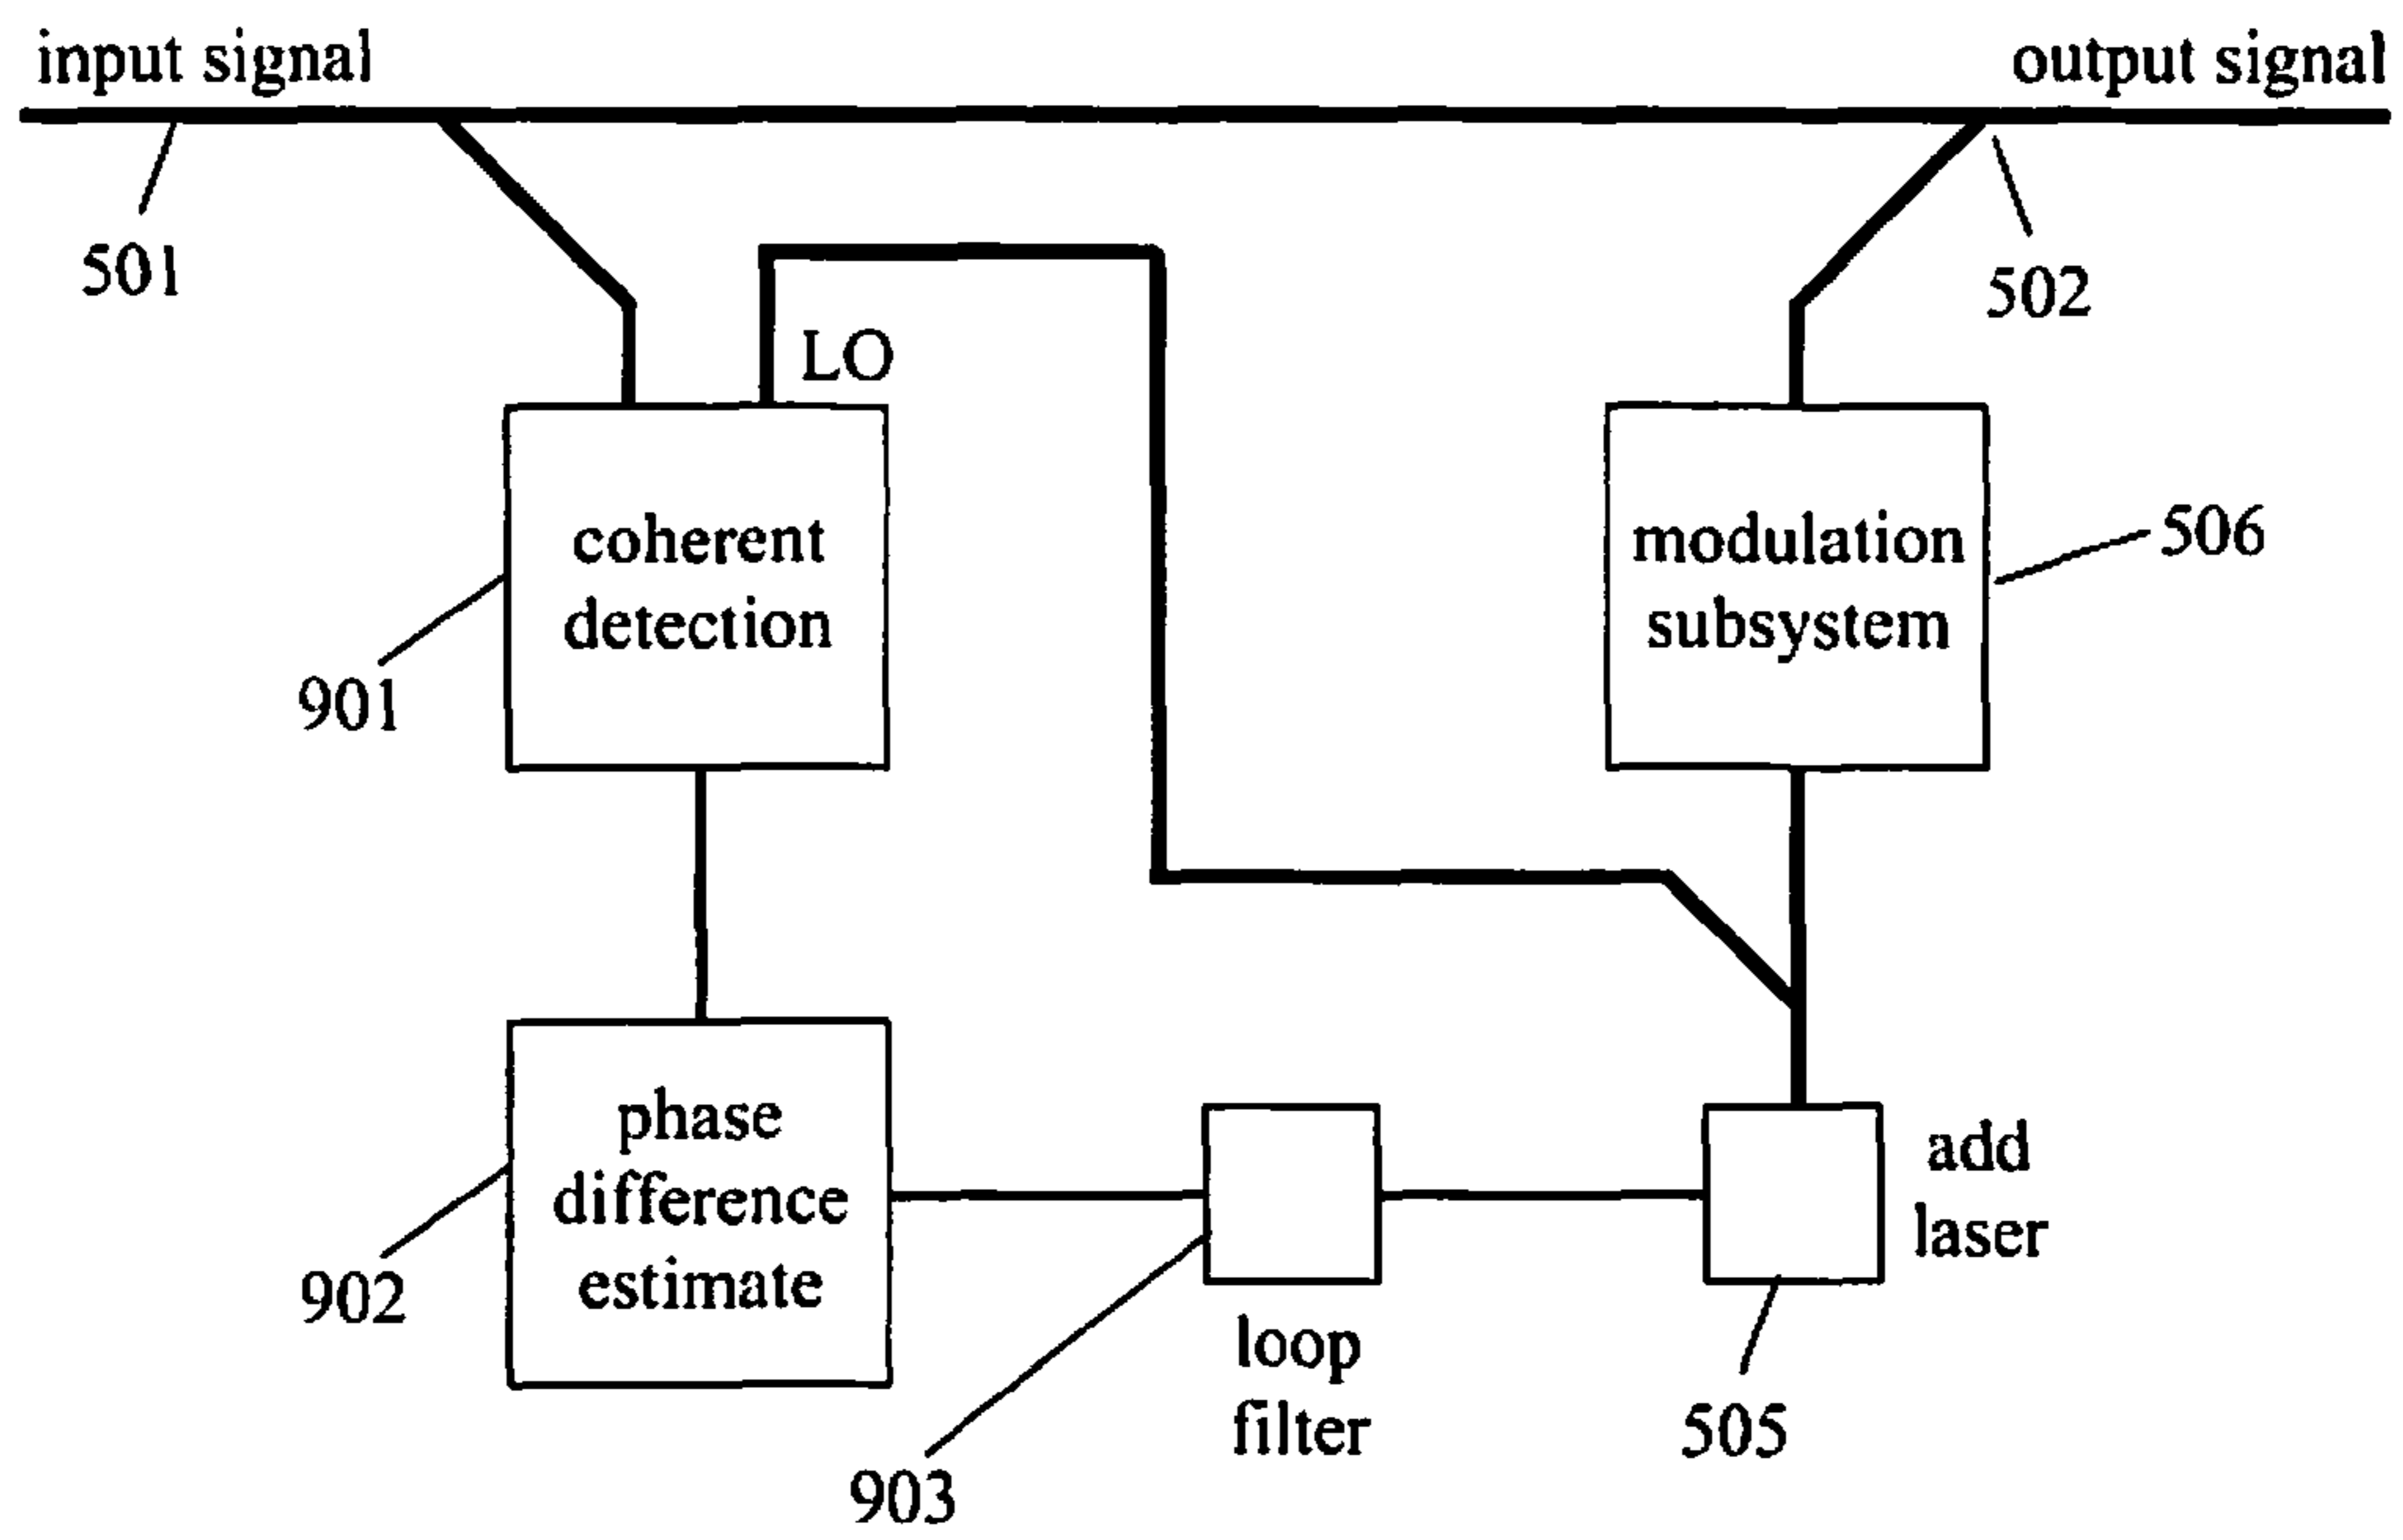 input signal
output signal
501
502
LO
coherent
detection
modulation
subsystem
506
901
phase
difference
estimate
add
laser
902
loop
filter
505
903